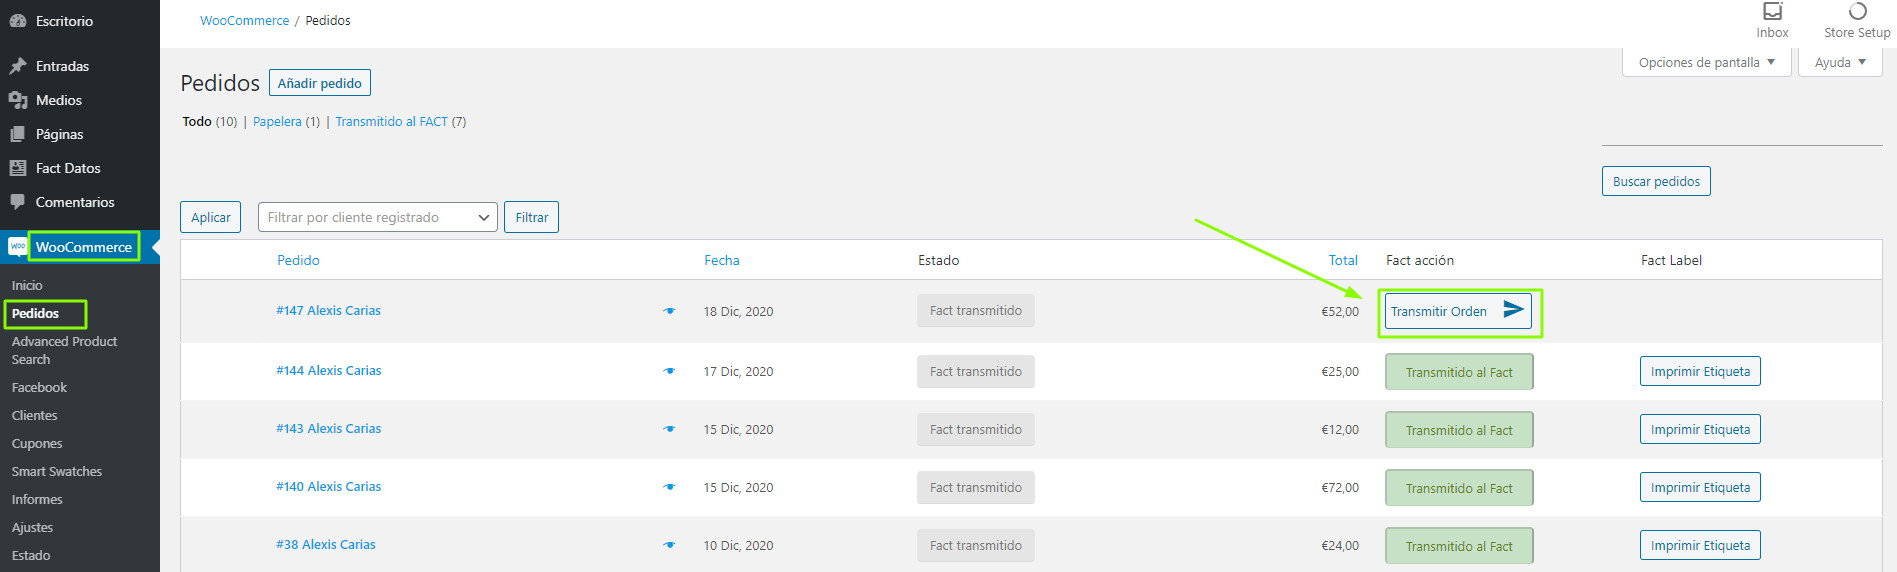 Escritorio
Entradas
Medios
Páginas
Fact Datos
Comentarios
woo WooCommerce
Inicio
Pedidos
Advanced Product
Search
Facebook
Clientes
Cupones
Smart Swatches
Informes
Ajustes
Estado
WooCommerce / Pedidos
Inbox
Store Setup
Opciones de pantalla
Ayuda
Pedidos Añadir pedido
Todo (10) | Papelera (1) | Transmitido al FACT (7)
Buscar pedidos
Aplicar Filtrar por cliente registrado Filtrar
Pedido Fecha Estado Total Fact acción Fact Label
#147 Alexis Carias 18 Dic, 2020 Fact transmitido €52,00 Transmitir Orden
#144 Alexis Carias 17 Dic, 2020 Fact transmitido €25,00 Transmitido al Fact Imprimir Etiqueta
#143 Alexis Carias 15 Dic, 2020 Fact transmitido €12,00 Transmitido al Fact Imprimir Etiqueta
#140 Alexis Carias 15 Dic, 2020 Fact transmitido €72,00 Transmitido al Fact Imprimir Etiqueta
#38 Alexis Carias 10 Dic, 2020 Fact transmitido €24,00 Transmitido al Fact Imprimir Etiqueta